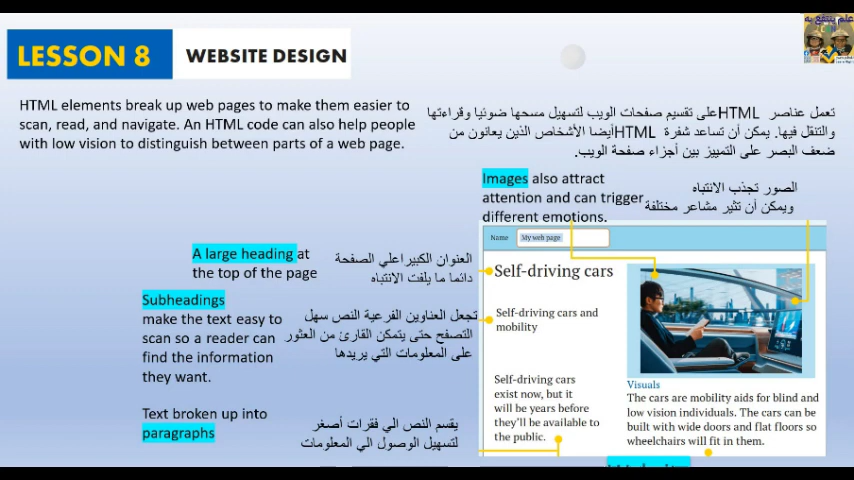 LESSON 8
WEBSITE DESIGN
علم ينتفع به
HTML elements break up web pages to make them easier to
scan, read, and navigate. An HTML code can also help people
with low vision to distinguish between parts of a web page.
تعمل عناصر HTML على تقسيم صفحات الويب لتسهيل مسحها ضوئيا وقراءتها
والتنقل فيها. يمكن أن تساعد شفرة HTML أيضا الأشخاص الذين يعانون من
ضعف البصر على التمييز بين أجزاء صفحة الويب.
Images also attract
attention and can trigger
different emotions.
الصور تجذب الانتباه
ويمكن أن تثير مشاعر مختلفة
A large heading at
the top of the page
العنوان الكبيراعلي الصفحة
دائما ما يلفت الانتباه
Subheadings
make the text easy to
scan so a reader can
find the information
they want.
تجعل العناوين الفرعية النص سهل
التصفح حتى يتمكن القارئ من العثور
على المعلومات التي يريدها
Text broken up into
paragraphs
يقسم النص الي فقرات أصغر
لتسهيل الوصول الي المعلومات
Name
My web page
Self-driving cars
Self-driving cars and
mobility
Self-driving cars
exist now, but it
will be years before
they'll be available to
the public.
Visuals
The cars are mobility aids for blind and
low vision individuals. The cars can be
built with wide doors and flat floors so
wheelchairs will fit in them.